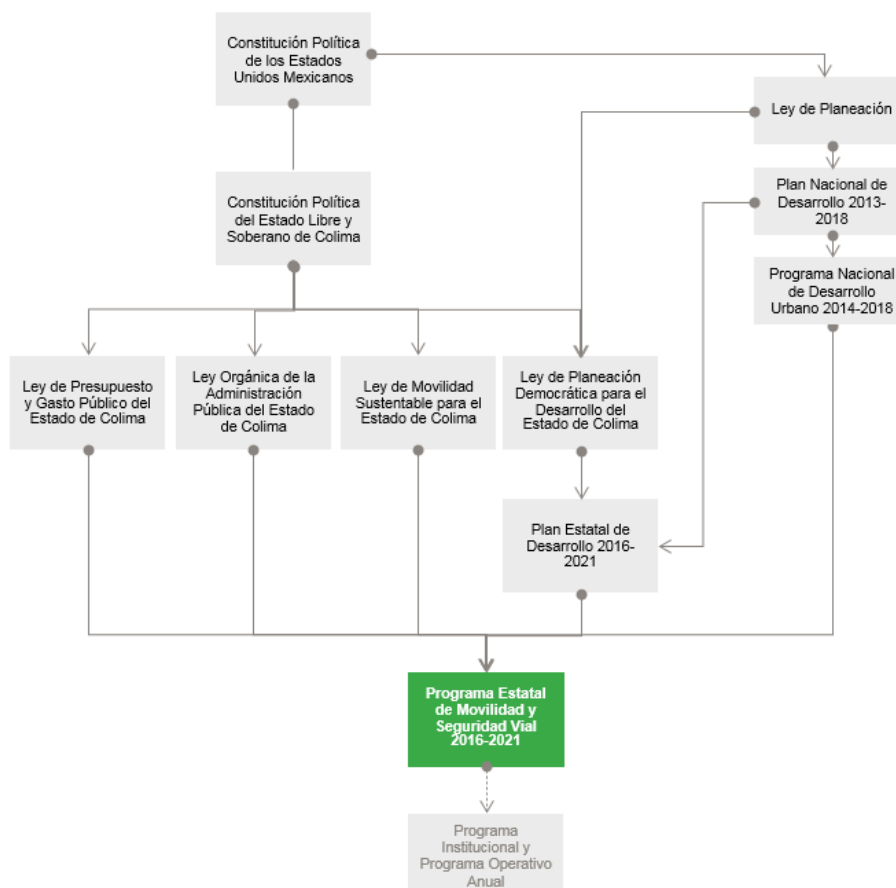 Constitución Política
de los Estados
Unidos Mexicanos
Ley de Planeación
Constitución Política
del Estado Libre y
Soberano de Colima
Plan Nacional de
Desarrollo 2013-
2018
Programa Nacional
de Desarrollo
Urbano 2014-2018
Ley de Presupuesto
y Gasto Público del
Estado de Colima
Ley Orgánica de la
Administración
Pública del Estado
de Colima
Ley de Movilidad
Sustentable para el
Estado de Colima
Ley de Planeación
Democrática para el
Desarrollo del
Estado de Colima
Plan Estatal de
Desarrollo 2016-
2021
Programa Estatal
de Movilidad y
Seguridad Vial
2016-2021
Programa
Institucional y
Programa Operativo
Anual